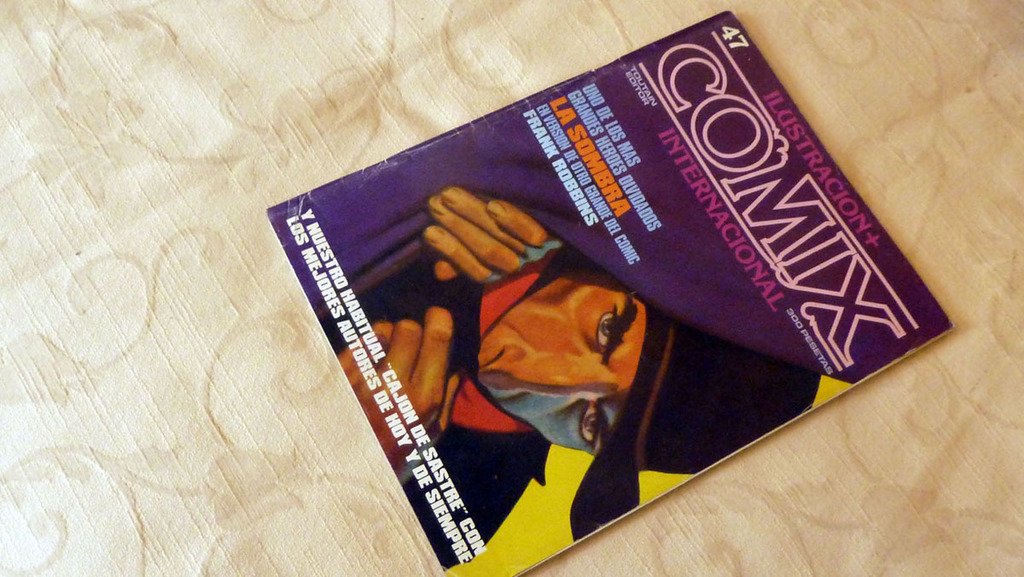 47
ILUSTRACION+
COMIX
INTERNACIONAL
TOUTAIN
EDITOR
300 PESETAS
UNO DE LOS MAS
GRANDES HEROES OLVIDADOS
LA SOMBRA
EN VERSION DE OTRO GRANDE DEL COMIC
FRANK ROBBINS
Y NUESTRO HABITUAL "CAJON DE SASTRE" CON
LOS MEJORES AUTORES DE HOY Y DE SIEMPRE